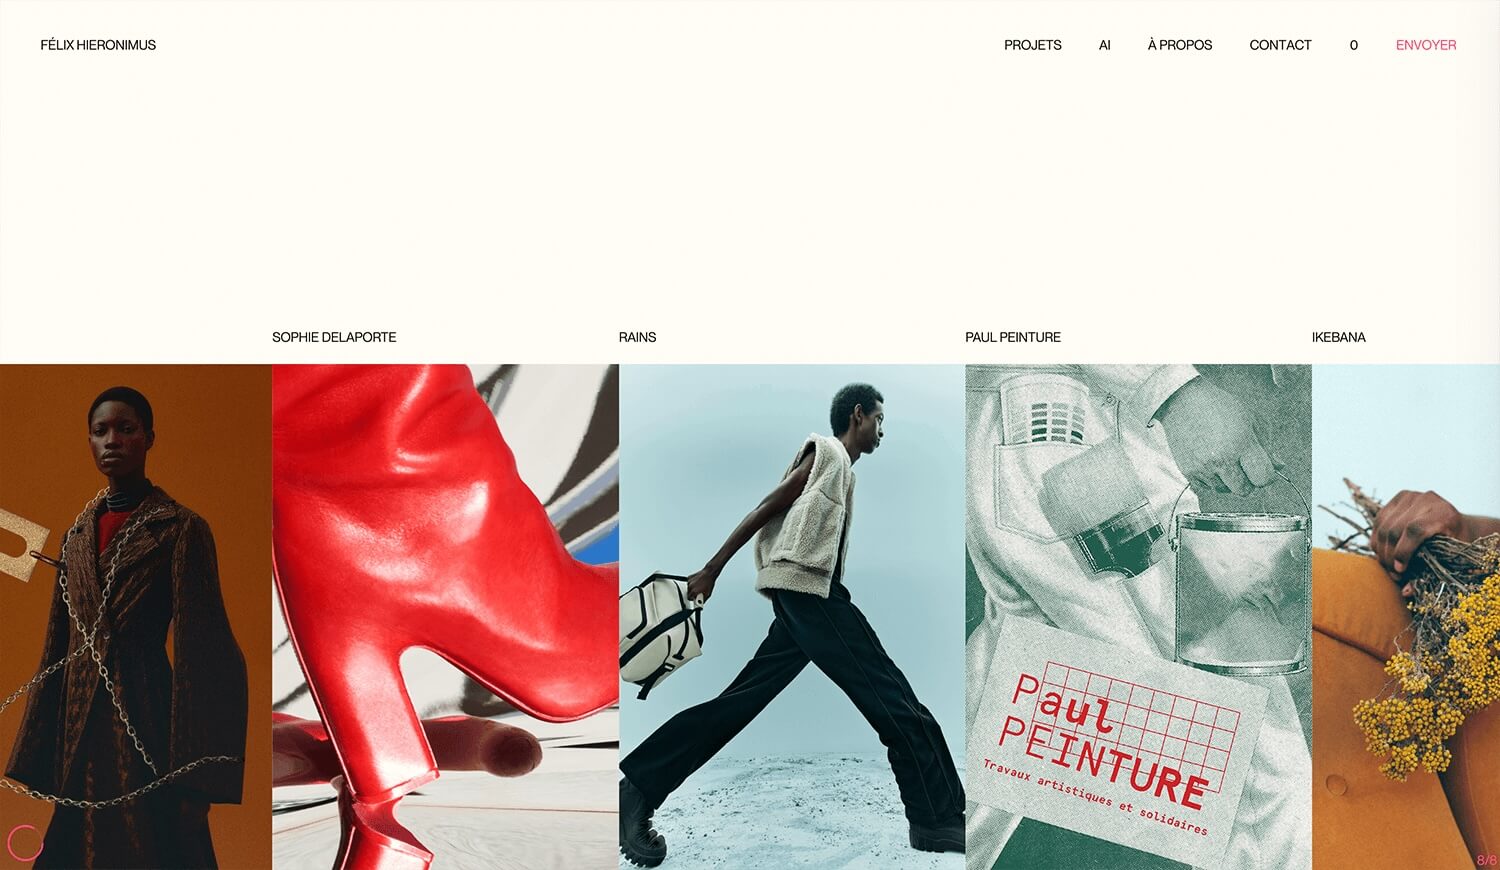 FÉLIX HIERONIMUS
PROJETS
AI
À PROPOS
CONTACT
0
ENVOYER
SOPHIE DELAPORTE
RAINS
PAUL PEINTURE
IKEBANA
Paul
PEINTURE
Travaux artistiques et solidaires
8/8